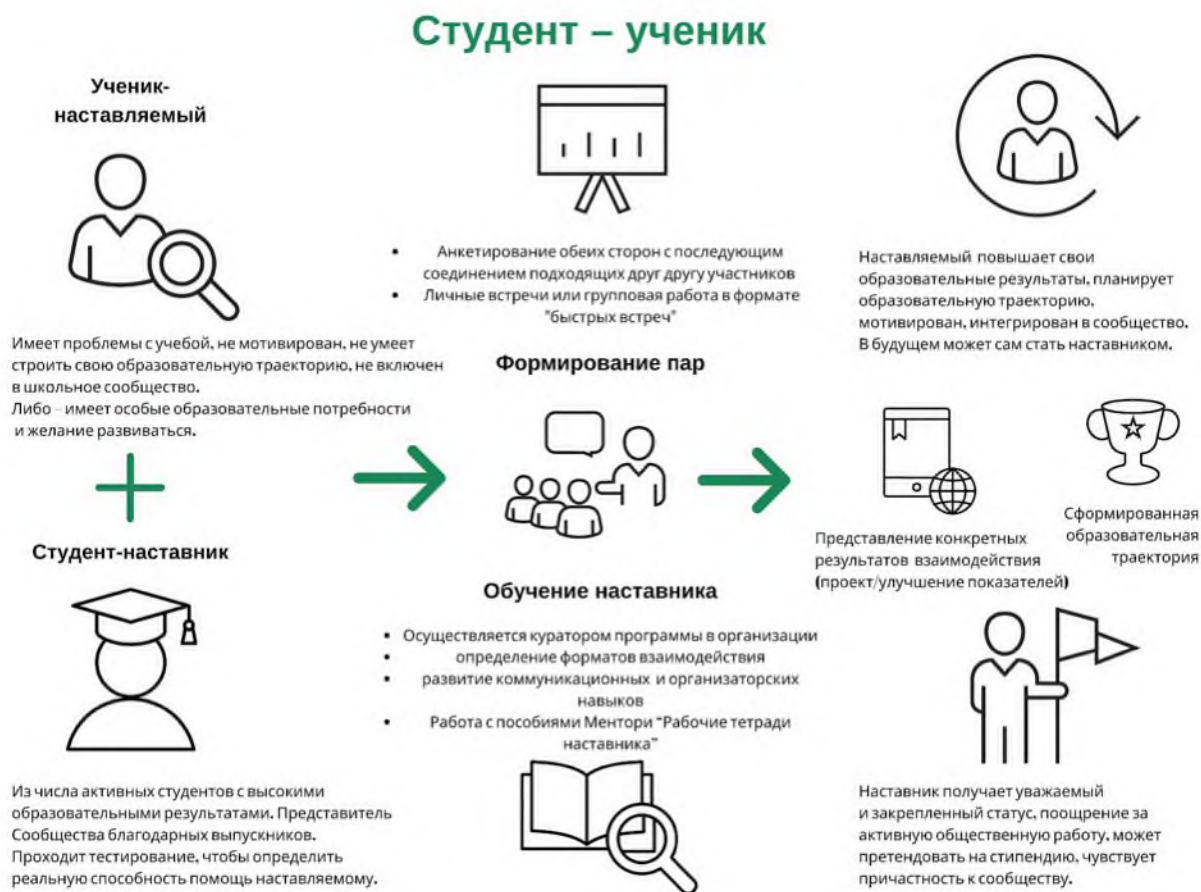 Студент – ученик
Ученик-
наставляемый
Имеет проблемы с учебой, не мотивирован, не умеет
строить свою образовательную траекторию, не включен
в школьное сообщество.
Либо - имеет особые образовательные потребности
и желание развиваться.
Студент-наставник
Из числа активных студентов с высокими
образовательными результатами. Представитель
Сообщества благодарных выпускников.
Проходит тестирование, чтобы определить
реальную способность помощь наставляемому.
• Анкетирование обеих сторон с последующим
соединением подходящих друг другу участников
• Личные встречи или групповая работа в формате
"быстрых встреч"
Формирование пар
Обучение наставника
• Осуществляется куратором программы в организации
• определение форматов взаимодействия
• развитие коммуникационных и организаторских
навыков
• Работа с пособиями Ментори "Рабочие тетради
наставника"
Наставляемый повышает свои
образовательные результаты, планирует
образовательную траекторию,
мотивирован, интегрирован в сообщество.
В будущем может сам стать наставником.
Представление конкретных
результатов взаимодействия
(проект/улучшение показателей)
Сформированная
образовательная
траектория
Наставник получает уважаемый
и закрепленный статус, поощрение за
активную общественную работу, может
претендовать на стипендию, чувствует
причастность к сообществу.